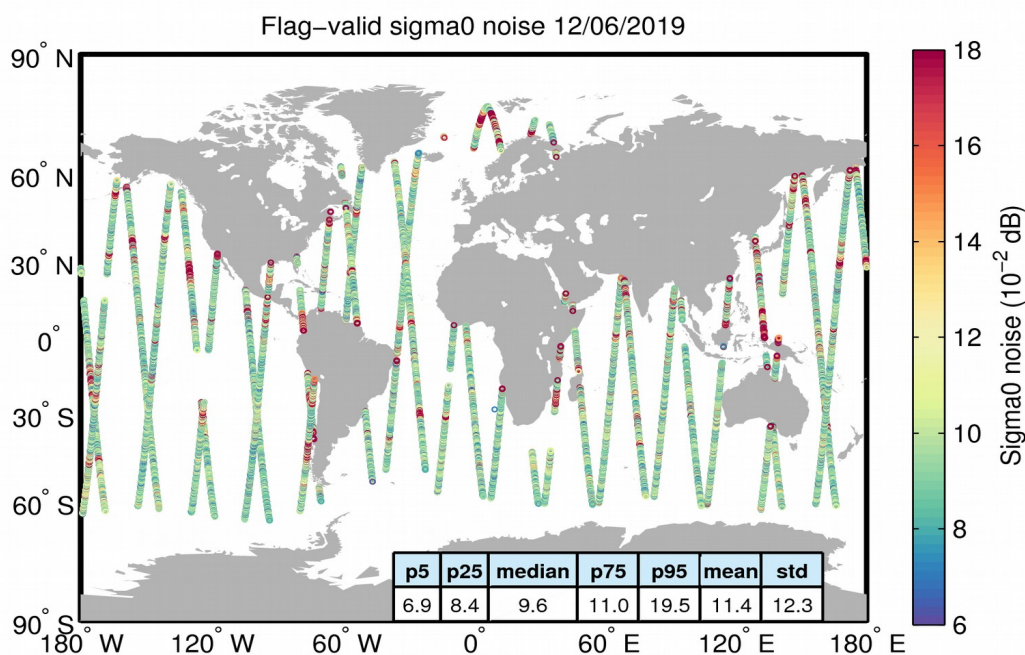 Flag−valid sigma0 noise 12/06/2019
90° N
60° N
30° N
0°
30° S
60° S
90° S
180° W
120° W
60° W
0°
60° E
120° E
180° E
p5 p25 median p75 p95 mean std
6.9 8.4 9.6 11.0 19.5 11.4 12.3
18
16
14
12
10
8
6
Sigma0 noise (10⁻² dB)